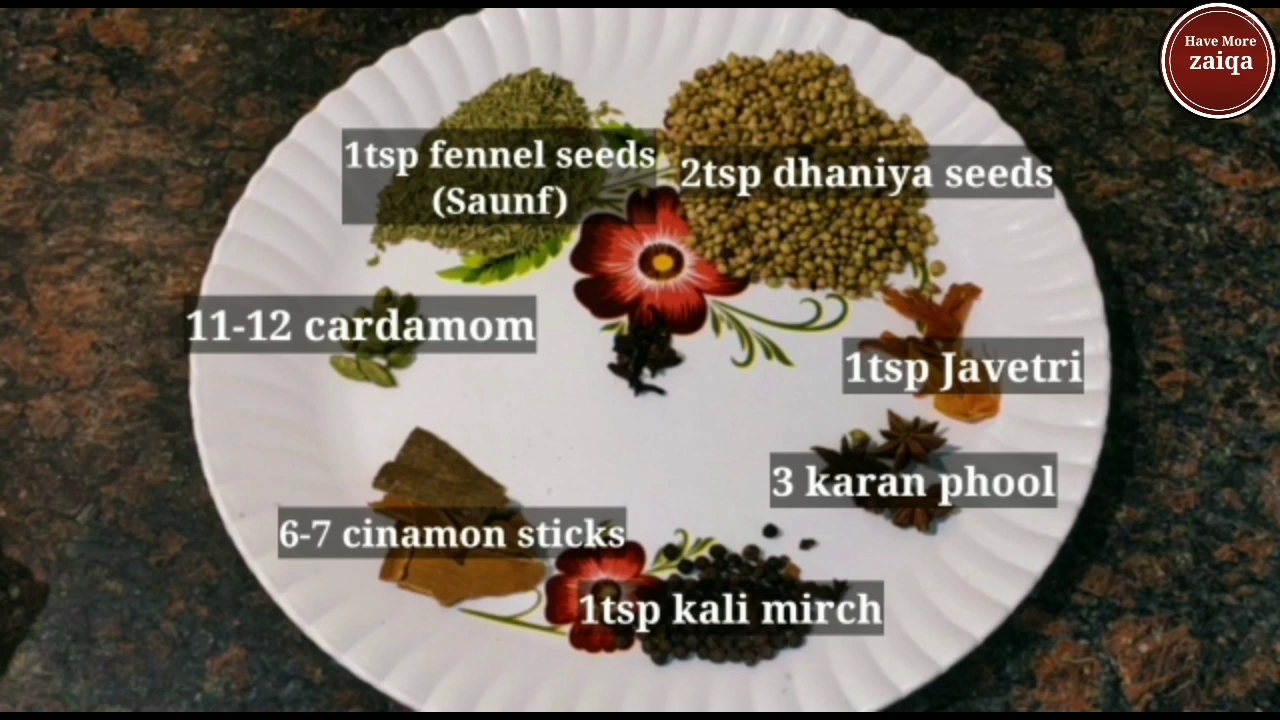 Have More
zaiqa
1tsp fennel seeds
(Saunf)
2tsp dhaniya seeds
11-12 cardamom
1tsp Javetri
3 karan phool
6-7 cinamon sticks
1tsp kali mirch